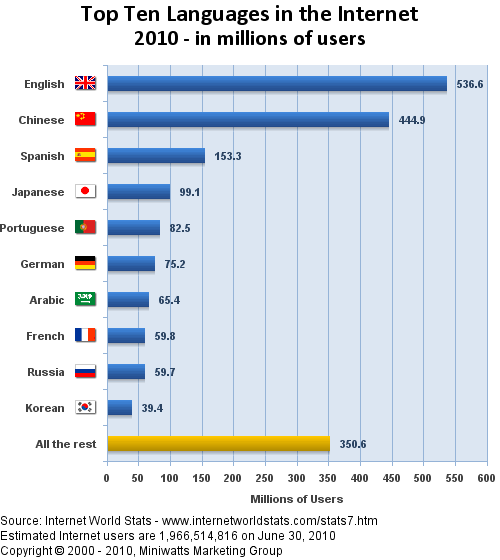 Top Ten Languages in the Internet
2010 - in millions of users
English 536.6
Chinese 444.9
Spanish 153.3
Japanese 99.1
Portuguese 82.5
German 75.2
Arabic 65.4
French 59.8
Russia 59.7
Korean 39.4
All the rest 350.6
0 50 100 150 200 250 300 350 400 450 500 550 600
Millions of Users
Source: Internet World Stats - www.internetworldstats.com/stats7.htm
Estimated Internet users are 1,966,514,816 on June 30, 2010
Copyright © 2000 - 2010, Miniwatts Marketing Group